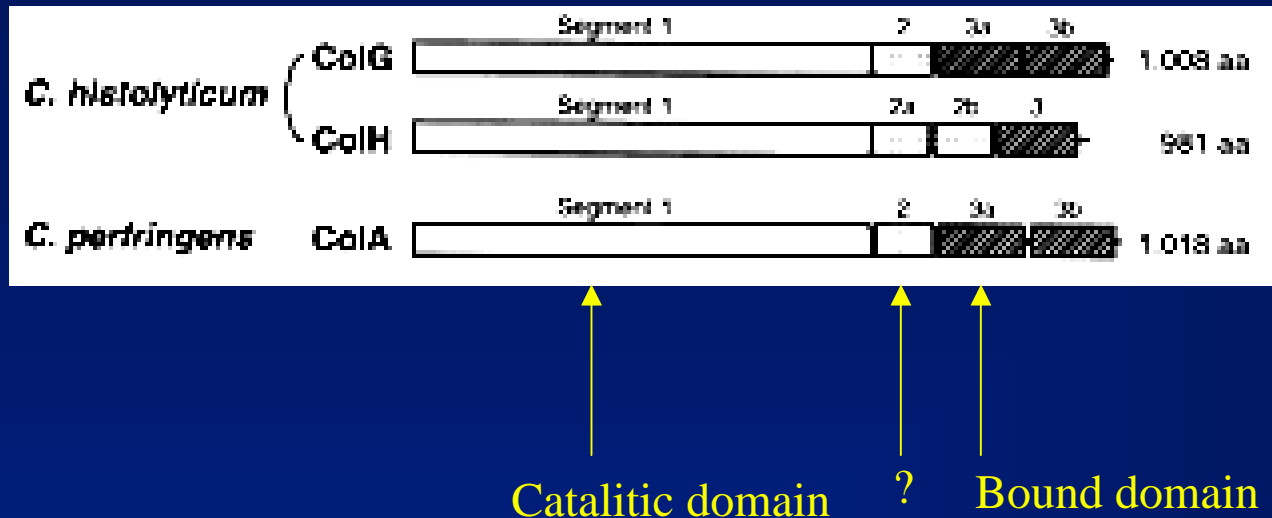 Segment 1 2 3a 3b
ColG 1.008 aa
C. histolyticum
Segment 1 2a 2b 3
ColH 981 aa
Segment 1 2 3a 3b
C. perfringens ColA 1.018 aa
Catalitic domain ? Bound domain